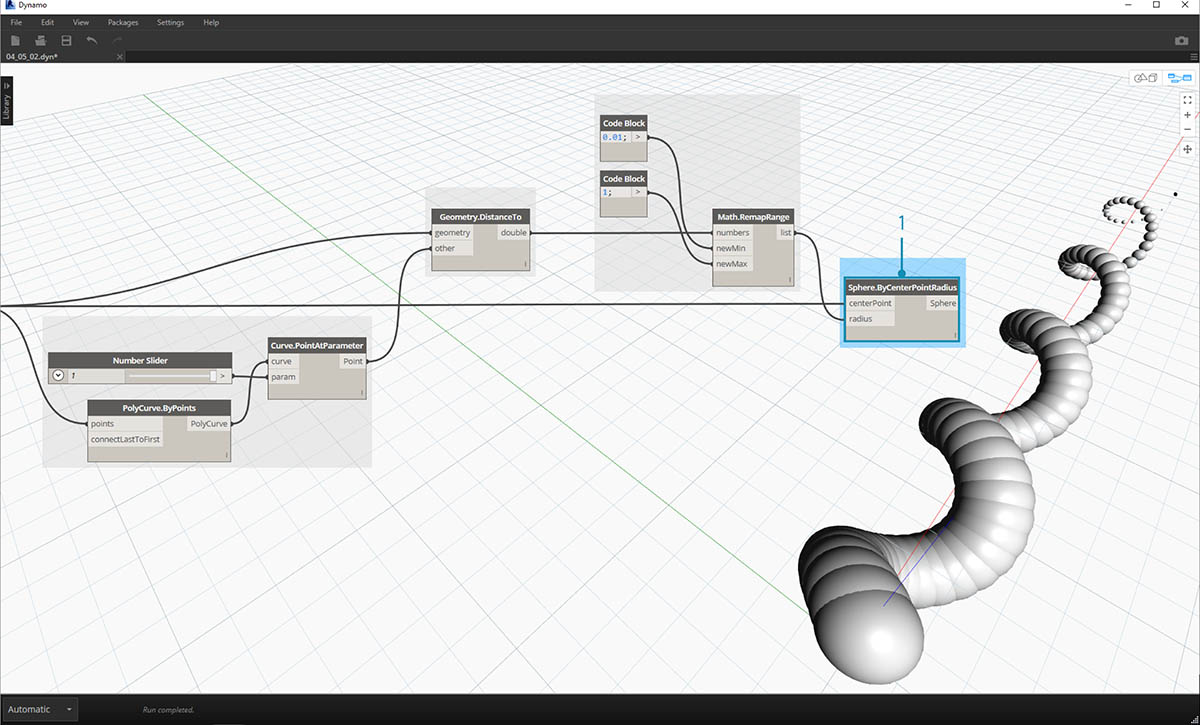 Dynamo
File Edit View Packages Settings Help
04_05_02.dyn*
Library
Code Block
0.01; >
Code Block
1; >
Geometry.DistanceTo
geometry double
other
Math.RemapRange
numbers list
newMin
newMax
1
Sphere.ByCenterPointRadius
centerPoint Sphere
radius
Number Slider
1 >
Curve.PointAtParameter
curve Point
param
PolyCurve.ByPoints
points PolyCurve
connectLastToFirst
Automatic
Run completed.